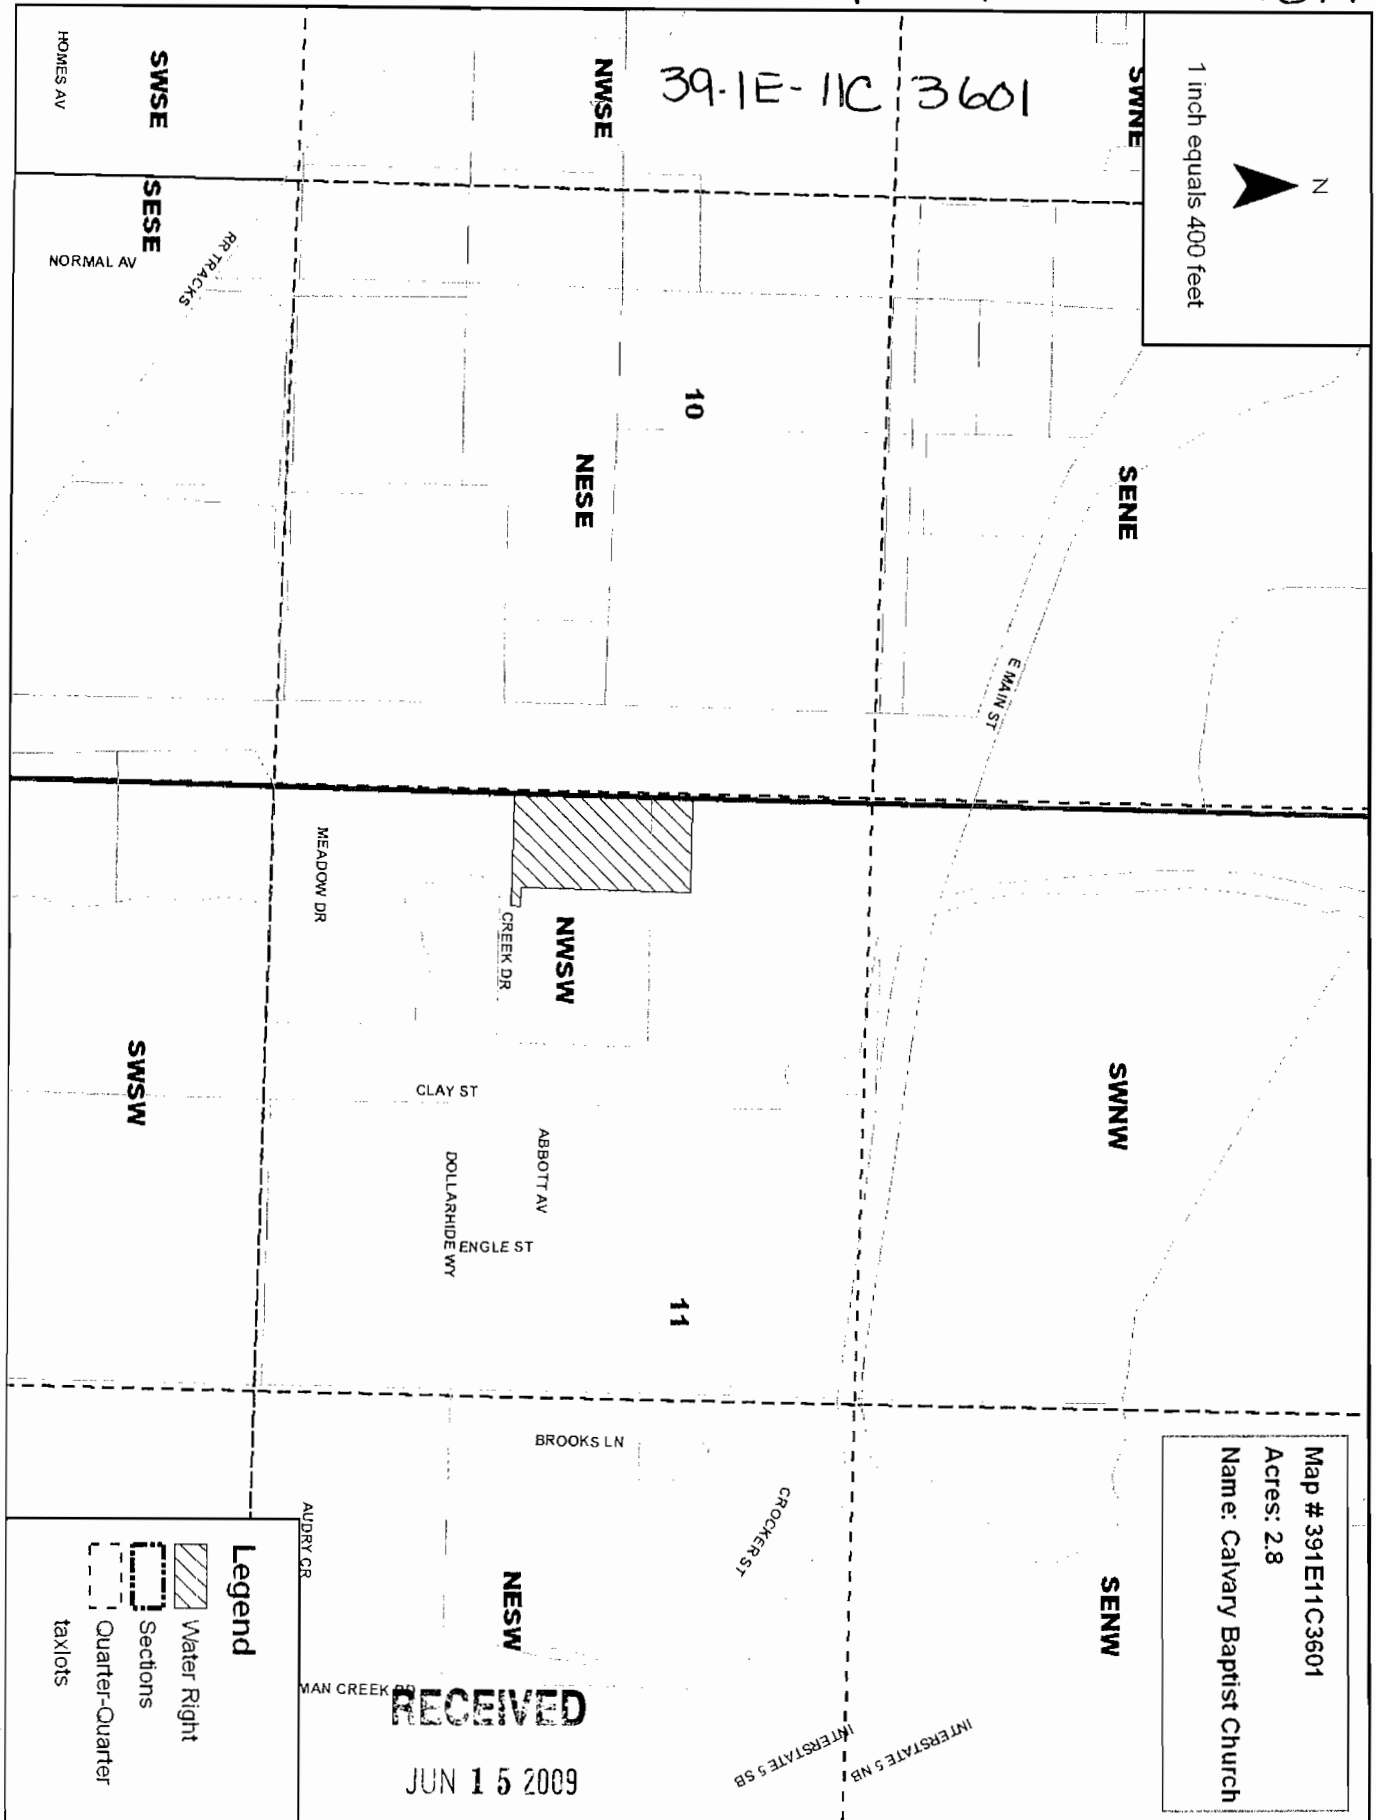 39-1E-11C 3601
1 inch equals 400 feet
N
Map # 391E11C3601
Acres: 2.8
Name: Calvary Baptist Church
SWNE
SENE
SWNW
SENW
NWSE
10
NESE
NWSW
11
NESW
SWSE
SESE
SWSW
HOMES AV
NORMAL AV
RR TRACKS
E MAIN ST
MEADOW DR
CREEK DR
CLAY ST
ABBOTT AV
DOLLARHIDE WY
ENGLE ST
BROOKS LN
CROCKER ST
AUDRY CR
MAN CREEK
INTERSTATE 5 SB
INTERSTATE 5 NB
Legend
Water Right
Sections
Quarter-Quarter
taxlots
RECEIVED
JUN 15 2009